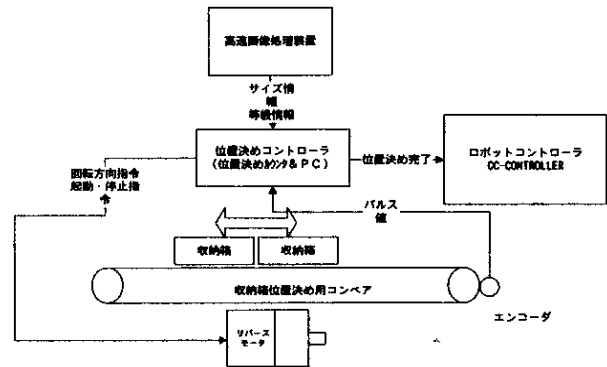 高速画像処理装置
サイズ情
報
等級情報
位置決めコントローラ
(位置決めカウンタ&PC)
位置決め完了
ロボットコントローラ
CC-CONTROLLER
回転方向指令
起動・停止指
令
パルス
値
収納箱
収納箱
収納箱位置決め用コンベア
エンコーダ
リバース
モータ